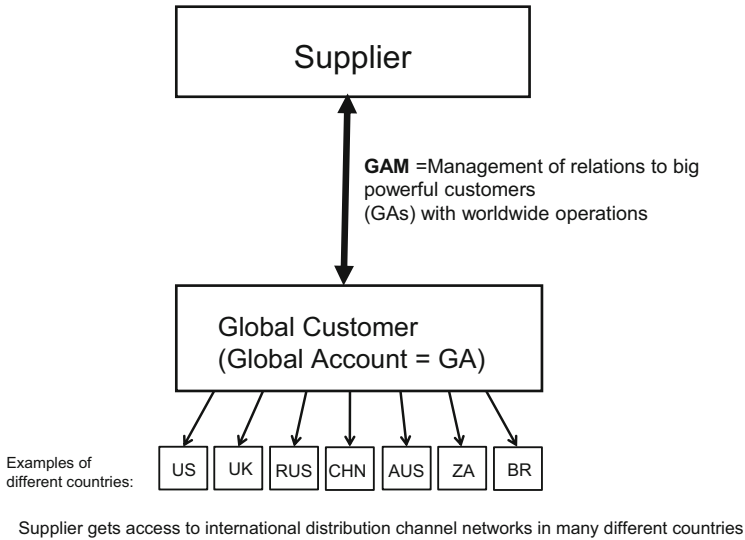 Supplier
GAM =Management of relations to big
powerful customers
(GAs) with worldwide operations
Global Customer
(Global Account = GA)
Examples of
different countries:
US UK RUS CHN AUS ZA BR
Supplier gets access to international distribution channel networks in many different countries